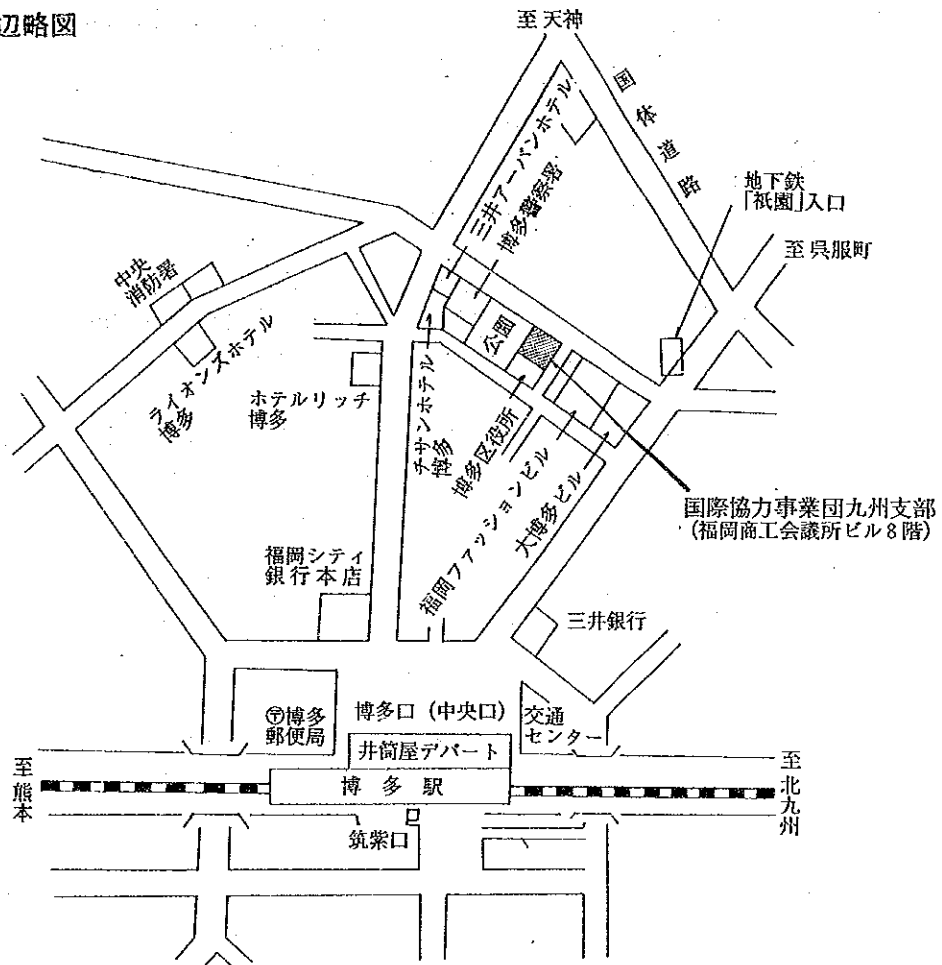 辺略図
至 天神
国体道路
三井アーバンホテル
博多警察署
地下鉄
「祇園」入口
至 呉服町
中央
消防署
公園
ライオンズホテル
博多
ホテルリッチ
博多
チサンホテル
博多
博多区役所
福岡ファッションビル
大博多ビル
国際協力事業団九州支部
(福岡商工会議所ビル8階)
福岡シティ
銀行本店
三井銀行
〶博多
郵便局
博多口 (中央口)
交通
センター
井筒屋デパート
博多駅
至熊本
至北九州
筑紫口